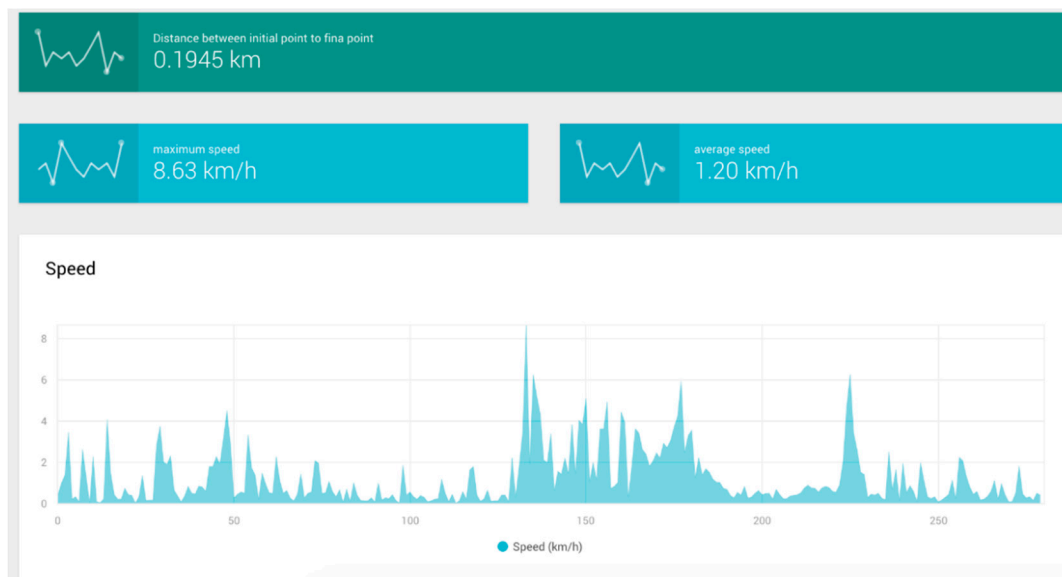 Distance between initial point to fina point
0.1945 km
maximum speed
8.63 km/h
average speed
1.20 km/h
Speed
8
6
4
2
0
0 50 100 150 200 250
Speed (km/h)